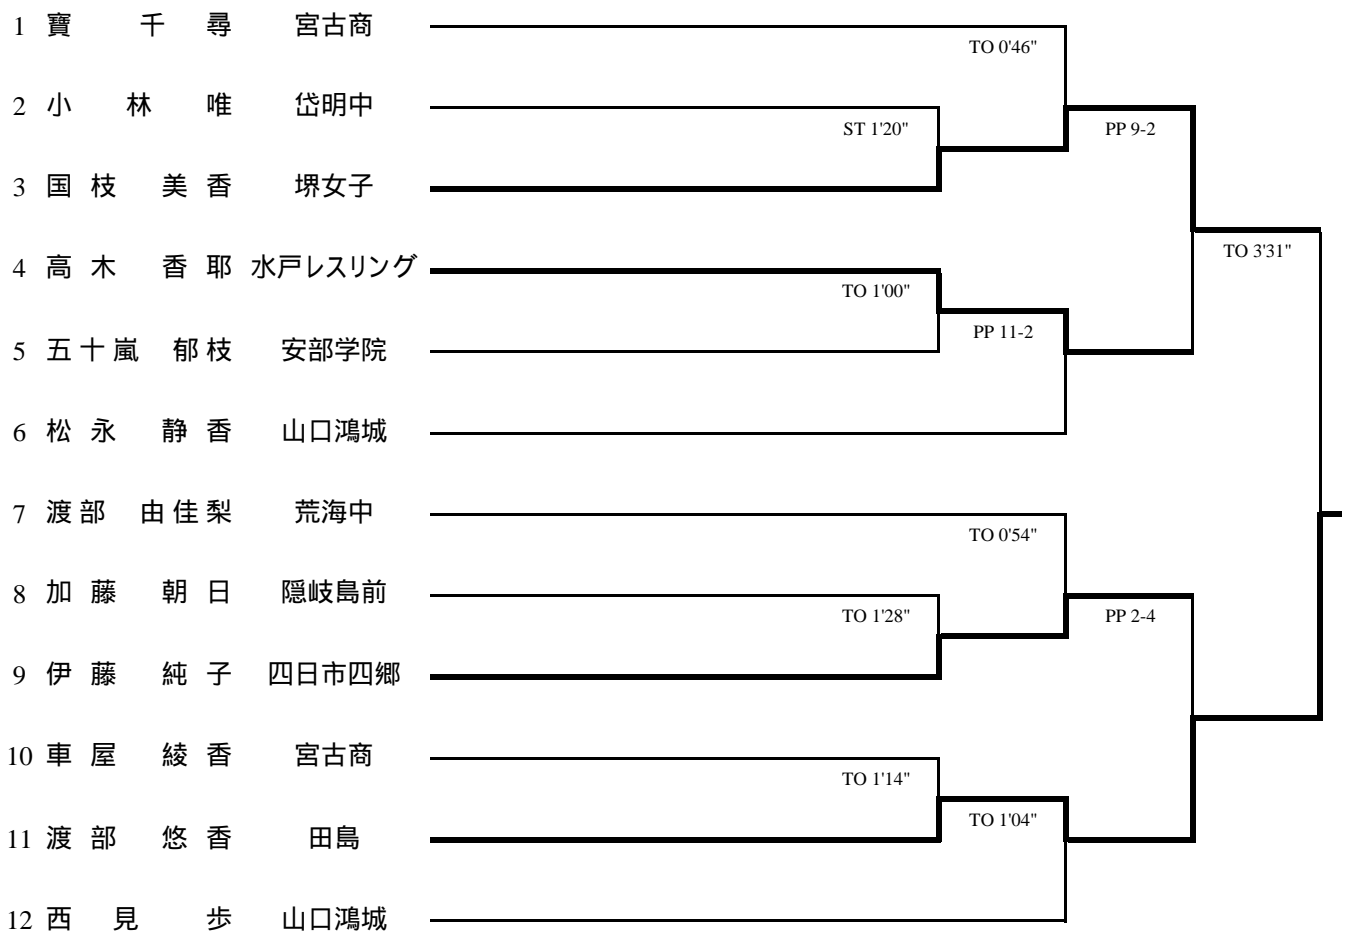 1 寶 千 尋 宮古商
TO 0'46"
2 小 林 唯 岱明中
ST 1'20" PP 9-2
3 国 枝 美 香 堺女子
TO 3'31"
4 高 木 香 耶 水戸レスリング
TO 1'00"
PP 11-2
5 五十嵐 郁枝 安部学院
6 松 永 静 香 山口鴻城
7 渡部 由佳梨 荒海中
TO 0'54"
8 加 藤 朝 日 隠岐島前
TO 1'28" PP 2-4
9 伊 藤 純 子 四日市四郷
10 車 屋 綾 香 宮古商
TO 1'14"
TO 1'04"
11 渡 部 悠 香 田島
12 西 見 歩 山口鴻城